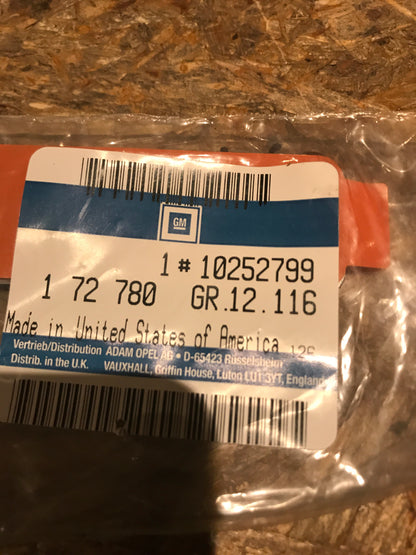 GM
1 # 10252799
1 72 780 GR.12.116
Made in United States of America
Vertrieb/Distribution ADAM OPEL AG • D-65423 Rüsselsheim
Distrib. in the U.K. VAUXHALL, Griffin House, Luton LU1 3YT, England